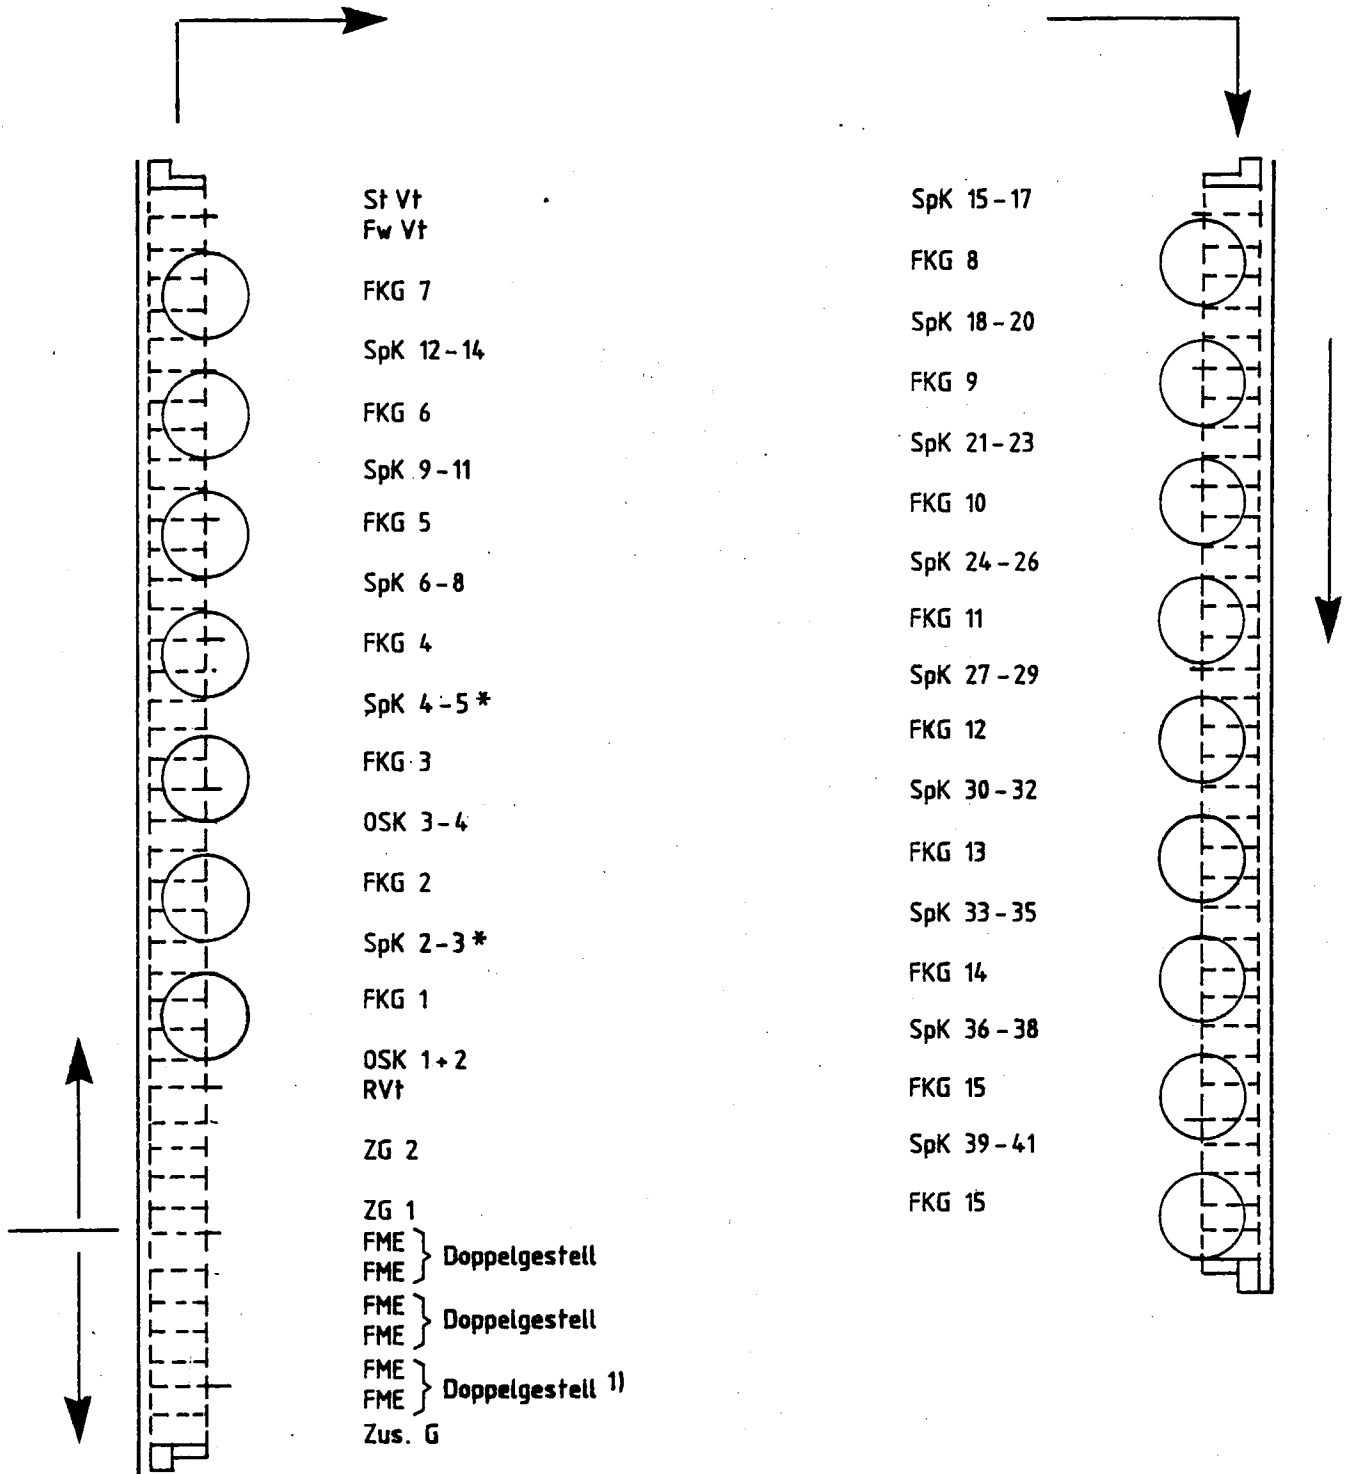 St Vt
Fw Vt
FKG 7
SpK 12-14
FKG 6
SpK 9-11
FKG 5
SpK 6-8
FKG 4
SpK 4-5 *
FKG 3
OSK 3-4
FKG 2
SpK 2-3 *
FKG 1
OSK 1+2
RVt
ZG 2
ZG 1
FME
FME
Doppelgestell
FME
FME
Doppelgestell
FME
FME
Doppelgestell 1)
Zus. G
SpK 15-17
FKG 8
SpK 18-20
FKG 9
SpK 21-23
FKG 10
SpK 24-26
FKG 11
SpK 27-29
FKG 12
SpK 30-32
FKG 13
SpK 33-35
FKG 14
SpK 36-38
FKG 15
SpK 39-41
FKG 15